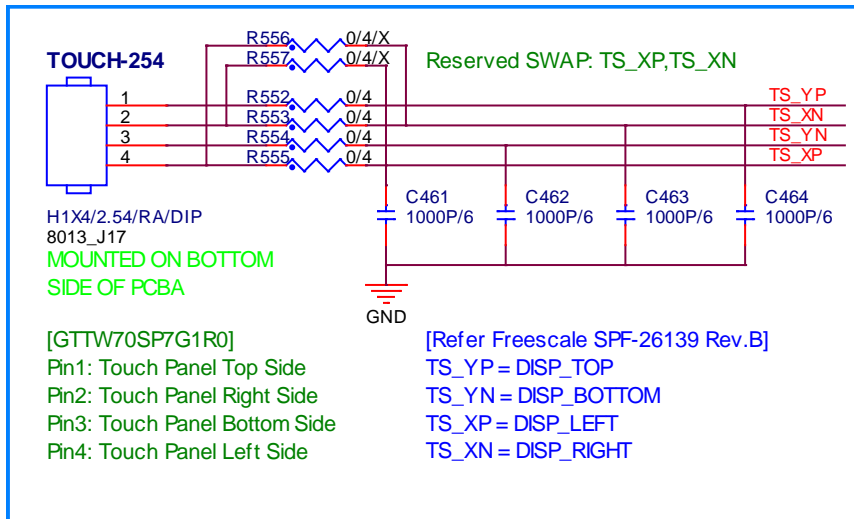 R556 0/4/X
R557 0/4/X
TOUCH-254
Reserved SWAP: TS_XP,TS_XN
1 R552 0/4 TS_YP
2 R553 0/4 TS_XN
3 R554 0/4 TS_YN
4 R555 0/4 TS_XP
C461 C462 C463 C464
1000P/6 1000P/6 1000P/6 1000P/6
H1X4/2.54/RA/DIP
8013_J17
MOUNTED ON BOTTOM
SIDE OF PCBA
GND
[GTTW70SP7G1R0]
Pin1: Touch Panel Top Side
Pin2: Touch Panel Right Side
Pin3: Touch Panel Bottom Side
Pin4: Touch Panel Left Side
[Refer Freescale SPF-26139 Rev.B]
TS_YP = DISP_TOP
TS_YN = DISP_BOTTOM
TS_XP = DISP_LEFT
TS_XN = DISP_RIGHT